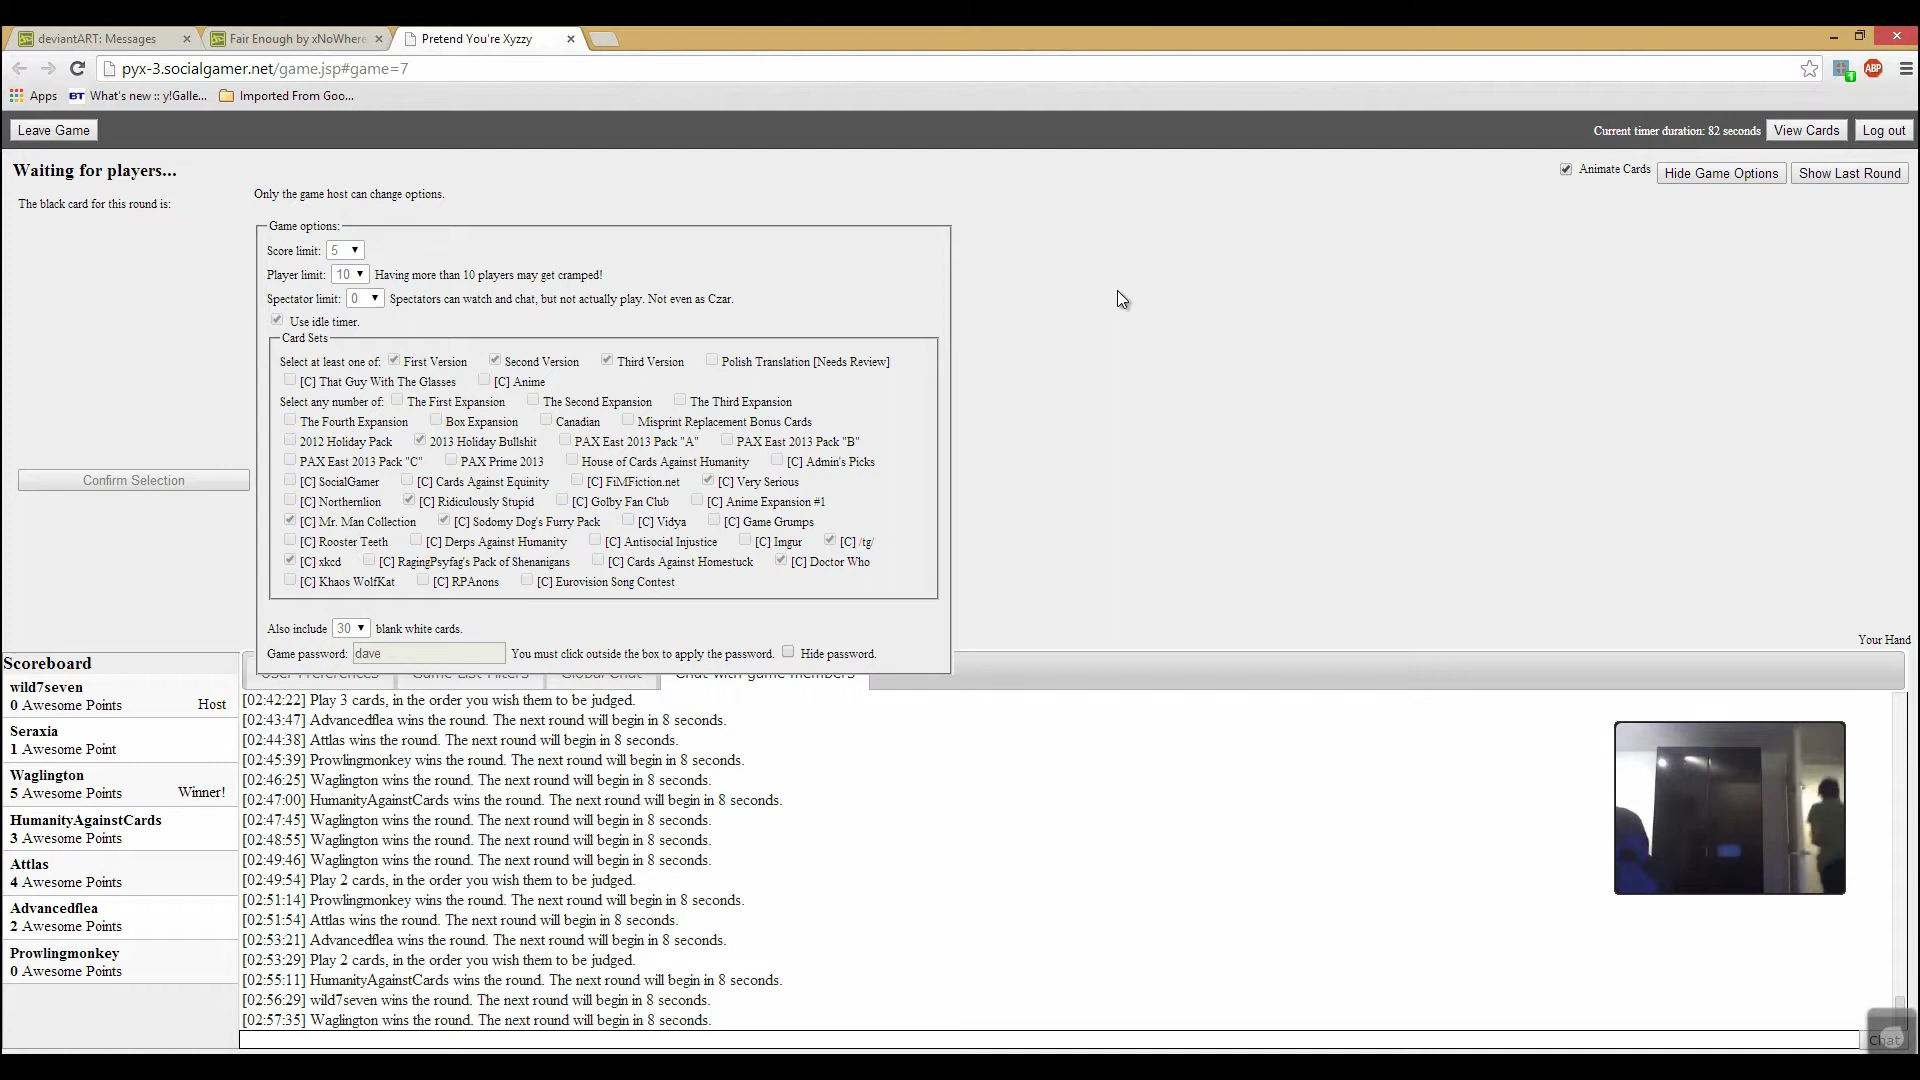 deviantART: Messages
Fair Enough by xNoWhere
Pretend You're Xyzzy
pyx-3.socialgamer.net/game.jsp#game=7
ABP
1
Apps
BT What's new :: y!Galle...
Imported From Goo...
Leave Game
Current timer duration: 82 seconds
View Cards
Log out
Waiting for players...
Animate Cards
Hide Game Options
Show Last Round
The black card for this round is:
Only the game host can change options.
Game options:
Score limit: 5
Player limit: 10 Having more than 10 players may get cramped!
Spectator limit: 0 Spectators can watch and chat, but not actually play. Not even as Czar.
Use idle timer.
Card Sets
Select at least one of: First Version Second Version Third Version Polish Translation [Needs Review]
[C] That Guy With The Glasses [C] Anime
Select any number of: The First Expansion The Second Expansion The Third Expansion
The Fourth Expansion Box Expansion Canadian Misprint Replacement Bonus Cards
2012 Holiday Pack 2013 Holiday Bullshit PAX East 2013 Pack "A" PAX East 2013 Pack "B"
PAX East 2013 Pack "C" PAX Prime 2013 House of Cards Against Humanity [C] Admin's Picks
[C] SocialGamer [C] Cards Against Equinity [C] FiMFiction.net [C] Very Serious
[C] Northernlion [C] Ridiculously Stupid [C] Golby Fan Club [C] Anime Expansion #1
[C] Mr. Man Collection [C] Sodomy Dog's Furry Pack [C] Vidya [C] Game Grumps
[C] Rooster Teeth [C] Derps Against Humanity [C] Antisocial Injustice [C] Imgur [C] /tg/
[C] xkcd [C] RagingPsyfag's Pack of Shenanigans [C] Cards Against Homestuck [C] Doctor Who
[C] Khaos WolfKat [C] RPAnons [C] Eurovision Song Contest
Confirm Selection
Also include 30 blank white cards.
Game password: dave You must click outside the box to apply the password. Hide password.
Your Hand
User Preferences
Game List Filters
Global Chat
Chat with game members
Scoreboard
wild7seven
0 Awesome Points Host
Seraxia
1 Awesome Point
Waglington
5 Awesome Points Winner!
HumanityAgainstCards
3 Awesome Points
Attlas
4 Awesome Points
Advancedflea
2 Awesome Points
Prowlingmonkey
0 Awesome Points
[02:42:22] Play 3 cards, in the order you wish them to be judged.
[02:43:47] Advancedflea wins the round. The next round will begin in 8 seconds.
[02:44:38] Attlas wins the round. The next round will begin in 8 seconds.
[02:45:39] Prowlingmonkey wins the round. The next round will begin in 8 seconds.
[02:46:25] Waglington wins the round. The next round will begin in 8 seconds.
[02:47:00] HumanityAgainstCards wins the round. The next round will begin in 8 seconds.
[02:47:45] Waglington wins the round. The next round will begin in 8 seconds.
[02:48:55] Waglington wins the round. The next round will begin in 8 seconds.
[02:49:46] Waglington wins the round. The next round will begin in 8 seconds.
[02:49:54] Play 2 cards, in the order you wish them to be judged.
[02:51:14] Prowlingmonkey wins the round. The next round will begin in 8 seconds.
[02:51:54] Attlas wins the round. The next round will begin in 8 seconds.
[02:53:21] Advancedflea wins the round. The next round will begin in 8 seconds.
[02:53:29] Play 2 cards, in the order you wish them to be judged.
[02:55:11] HumanityAgainstCards wins the round. The next round will begin in 8 seconds.
[02:56:29] wild7seven wins the round. The next round will begin in 8 seconds.
[02:57:35] Waglington wins the round. The next round will begin in 8 seconds.
Chat